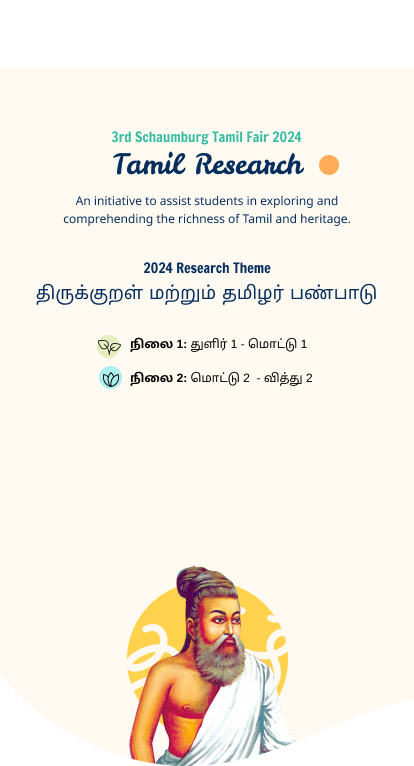 3rd Schaumburg Tamil Fair 2024
Tamil Research
An initiative to assist students in exploring and
comprehending the richness of Tamil and heritage.
2024 Research Theme
திருக்குறள் மற்றும் தமிழர் பண்பாடு
நிலை 1: துளிர் 1 - மொட்டு 1
நிலை 2: மொட்டு 2 - வித்து 2